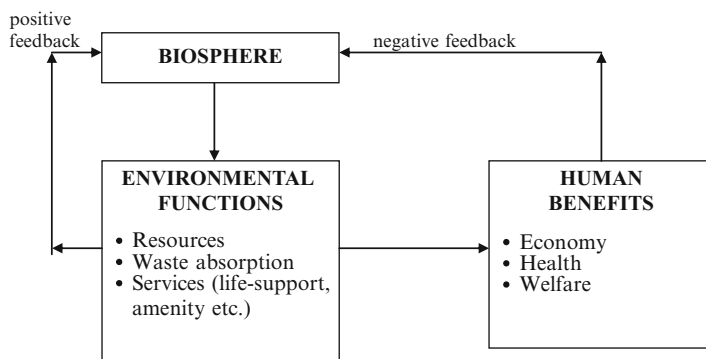 positive
feedback
BIOSPHERE
negative feedback
ENVIRONMENTAL
FUNCTIONS
• Resources
• Waste absorption
• Services (life-support,
amenity etc.)
HUMAN
BENEFITS
• Economy
• Health
• Welfare